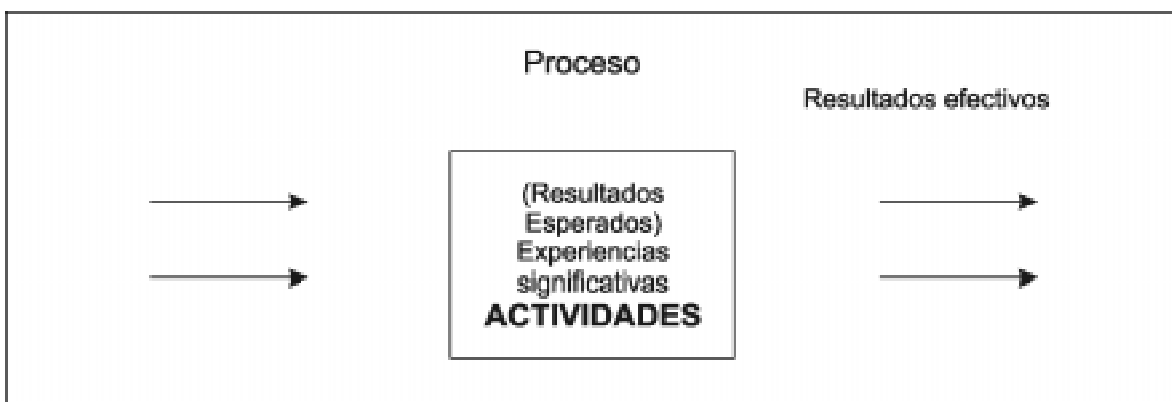 Proceso
Resultados efectivos
(Resultados
Esperados)
Experiencias
significativas
ACTIVIDADES